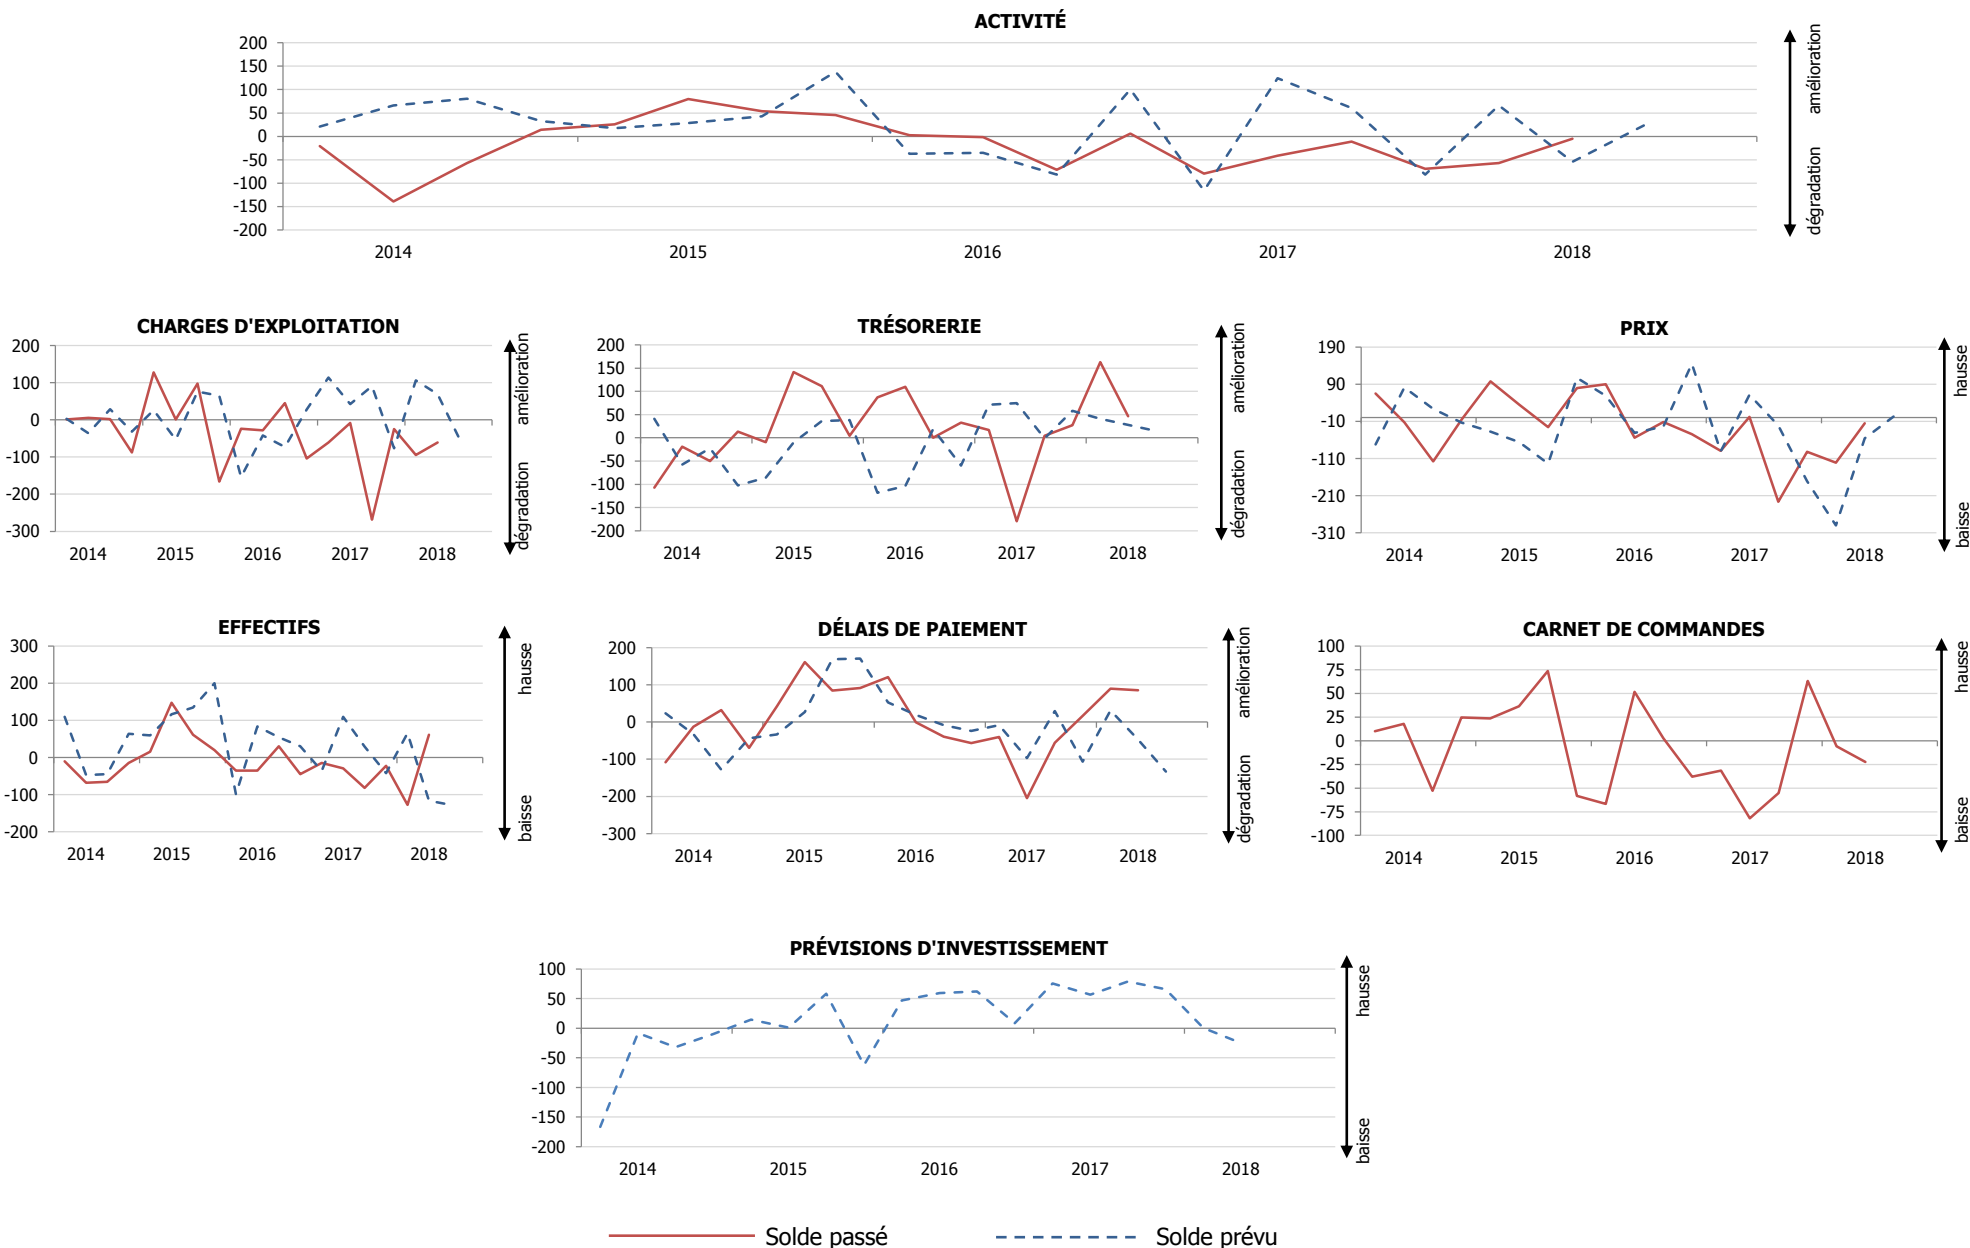 ACTIVITÉ
200
150
100
50
0
-50
-100
-150
-200
2014 2015 2016 2017 2018
amélioration
dégradation
CHARGES D'EXPLOITATION
200
100
0
-100
-200
-300
2014 2015 2016 2017 2018
amélioration
dégradation
TRÉSORERIE
200
150
100
50
0
-50
-100
-150
-200
2014 2015 2016 2017 2018
amélioration
dégradation
PRIX
190
90
-10
-110
-210
-310
2014 2015 2016 2017 2018
hausse
baisse
EFFECTIFS
300
200
100
0
-100
-200
2014 2015 2016 2017 2018
hausse
baisse
DÉLAIS DE PAIEMENT
200
100
0
-100
-200
-300
2014 2015 2016 2017 2018
amélioration
dégradation
CARNET DE COMMANDES
100
75
50
25
0
-25
-50
-75
-100
2014 2015 2016 2017 2018
hausse
baisse
PRÉVISIONS D'INVESTISSEMENT
100
50
0
-50
-100
-150
-200
2014 2015 2016 2017 2018
hausse
baisse
Solde passé Solde prévu